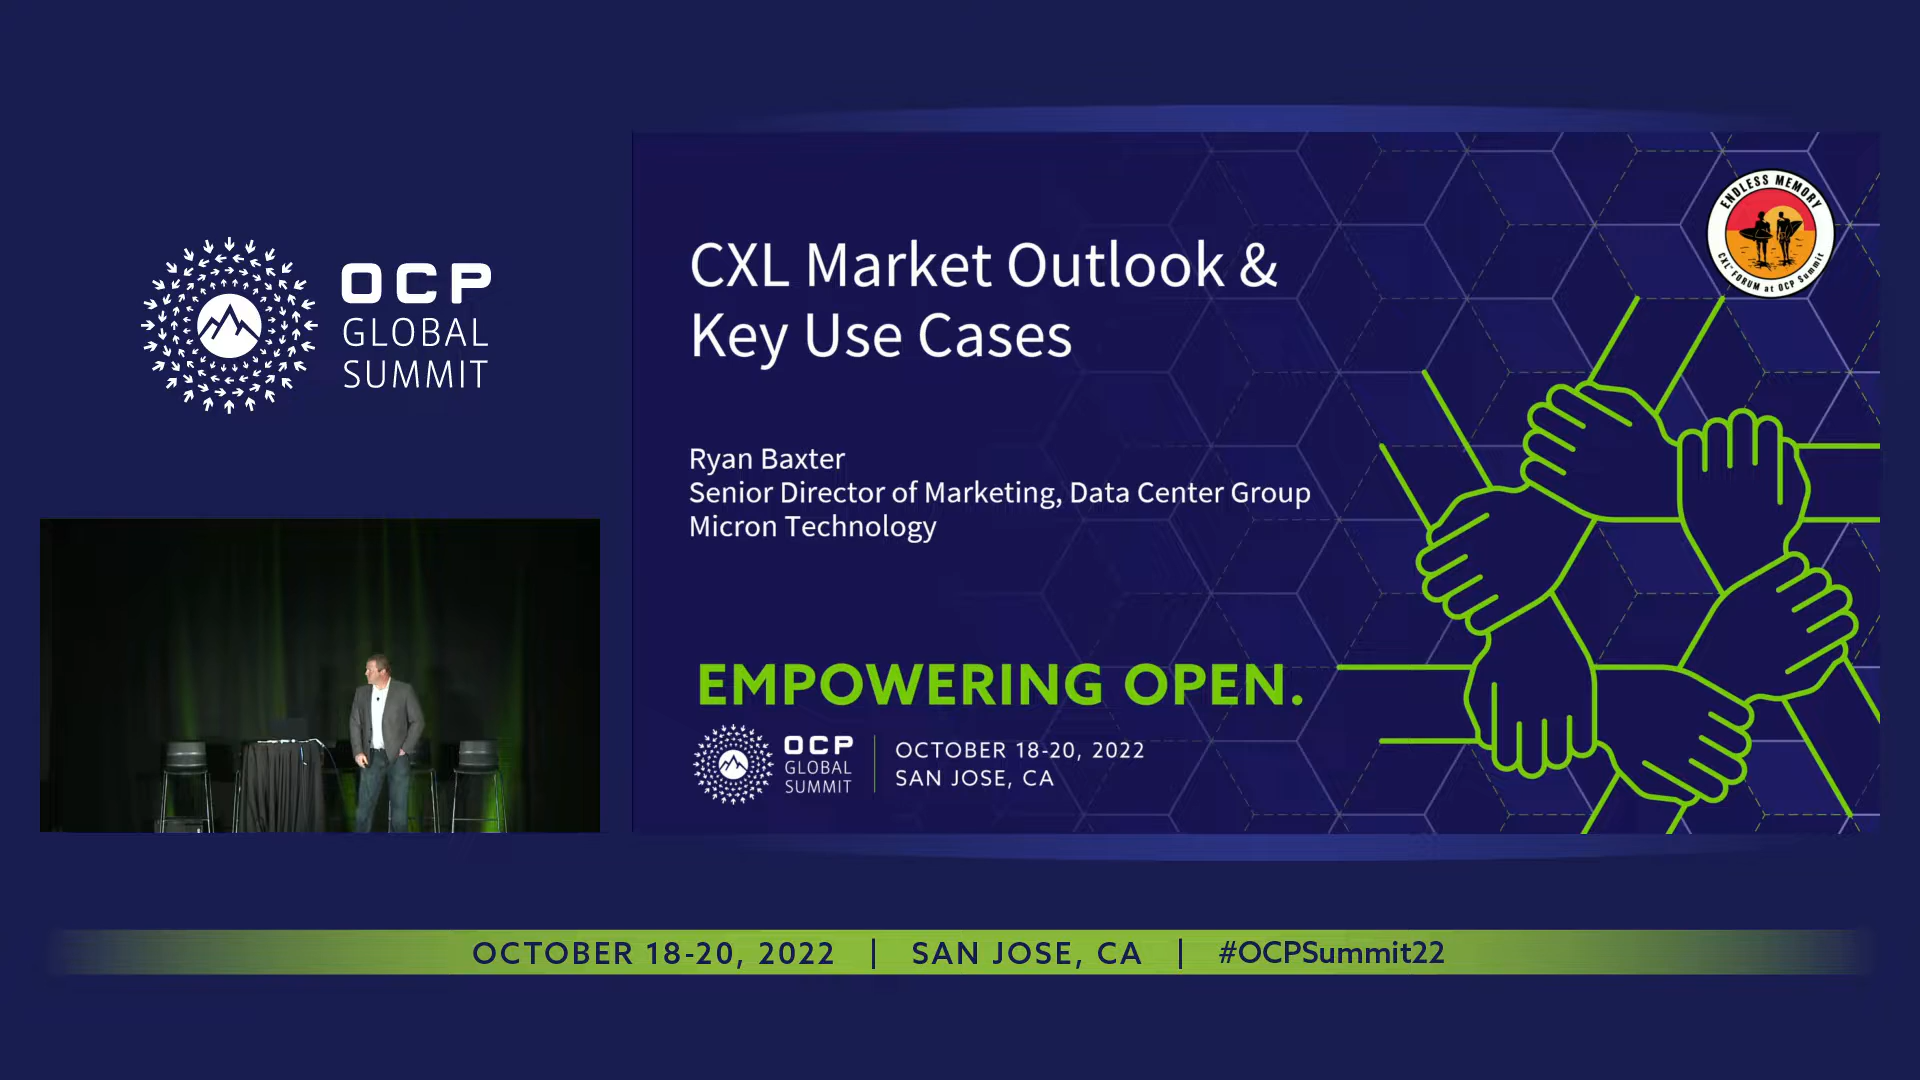 OCP
GLOBAL
SUMMIT
CXL Market Outlook &
Key Use Cases
ENDLESS MEMORY
CXL™ FORUM at OCP Summit
Ryan Baxter
Senior Director of Marketing, Data Center Group
Micron Technology
EMPOWERING OPEN.
OCP
GLOBAL
SUMMIT
OCTOBER 18-20, 2022
SAN JOSE, CA
OCTOBER 18-20, 2022 | SAN JOSE, CA | #OCPSummit22